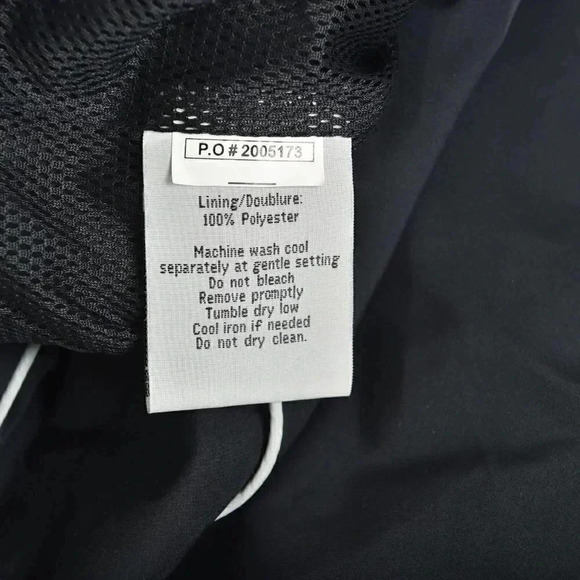 P.O # 2005173
Lining/Doublure:
100% Polyester
Machine wash cool
separately at gentle setting
Do not bleach
Remove promptly
Tumble dry low
Cool iron if needed
Do not dry clean.